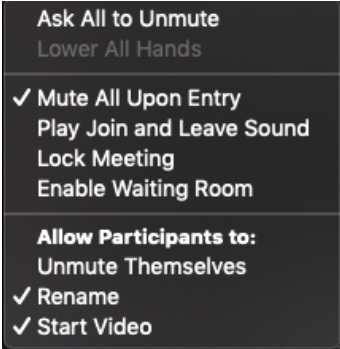 Ask All to Unmute
Lower All Hands
✓ Mute All Upon Entry
Play Join and Leave Sound
Lock Meeting
Enable Waiting Room
Allow Participants to:
Unmute Themselves
✓ Rename
✓ Start Video